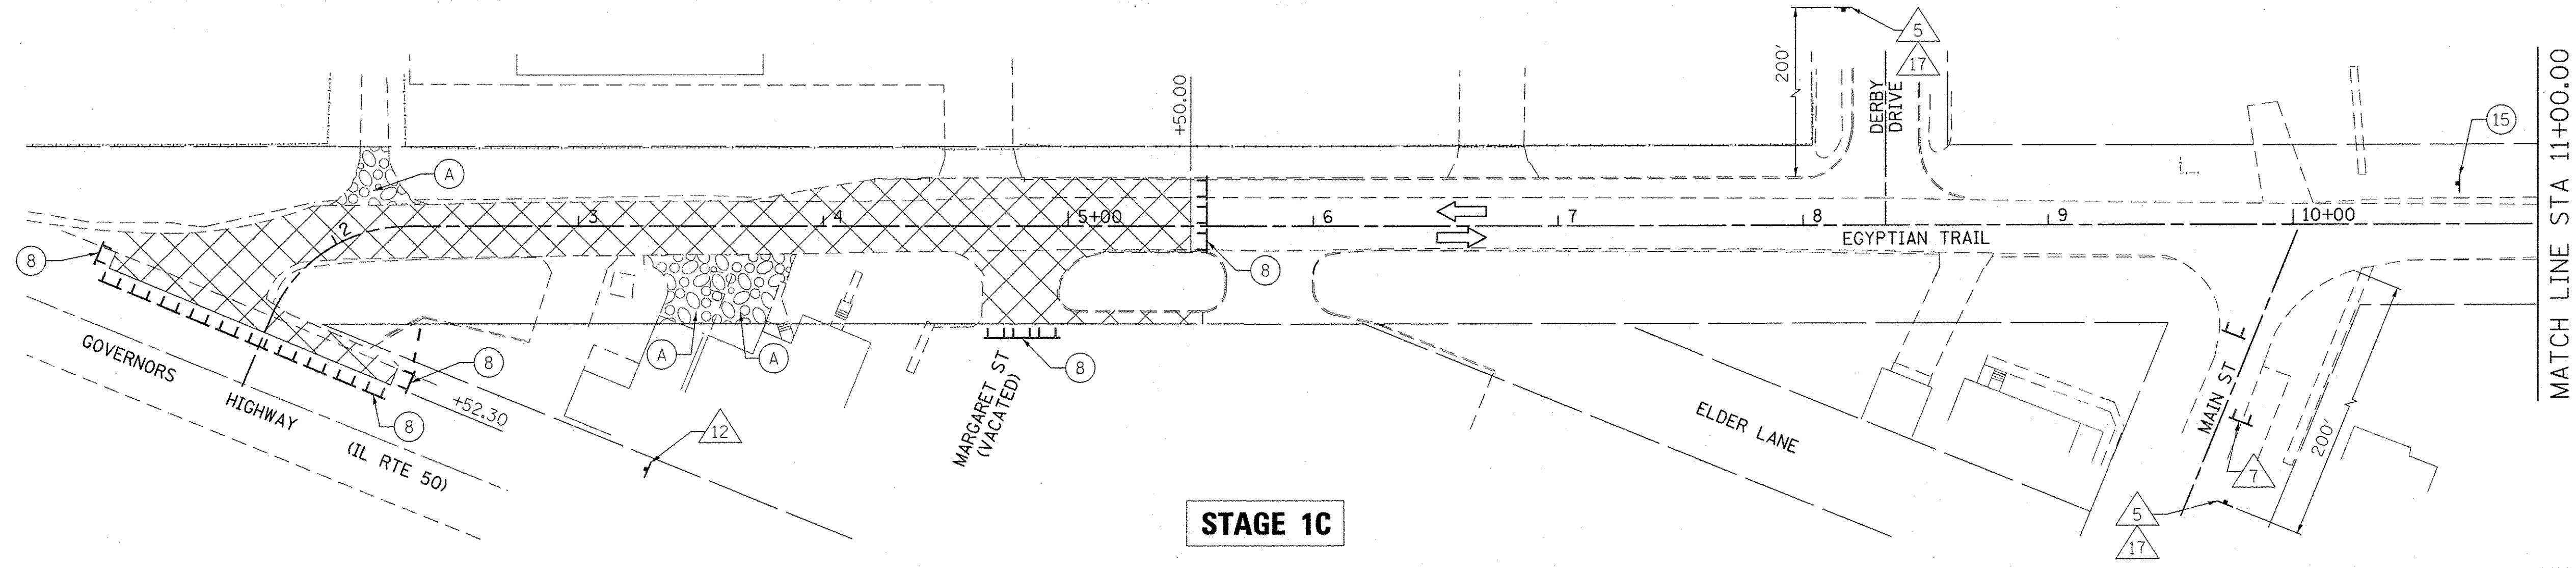 5
17
200'
DERBY
DRIVE
+50.00
15
A
MATCH LINE STA 11+00.00
2
3
4
5+00
6
7
8
9
10+00
EGYPTIAN TRAIL
8
8
GOVERNORS
HIGHWAY
(IL RTE 50)
8
8
+52.30
A
A
12
MARGARET ST
(VACATED)
8
ELDER LANE
MAIN ST
7
200'
5
17
STAGE 1C